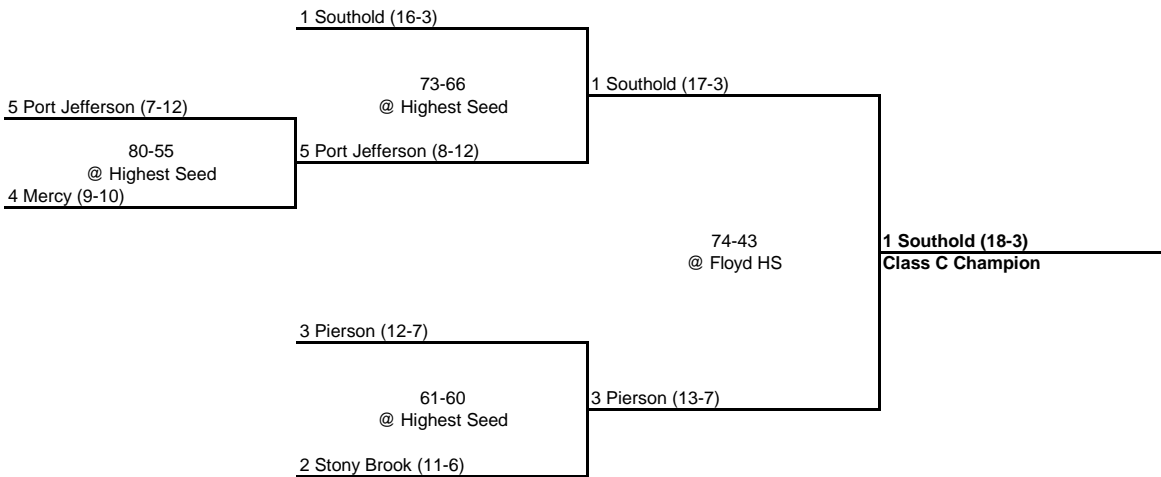 1 Southold (16-3)
73-66
@ Highest Seed
1 Southold (17-3)
5 Port Jefferson (7-12)
80-55
@ Highest Seed
5 Port Jefferson (8-12)
4 Mercy (9-10)
74-43
@ Floyd HS
1 Southold (18-3)
Class C Champion
3 Pierson (12-7)
61-60
@ Highest Seed
3 Pierson (13-7)
2 Stony Brook (11-6)